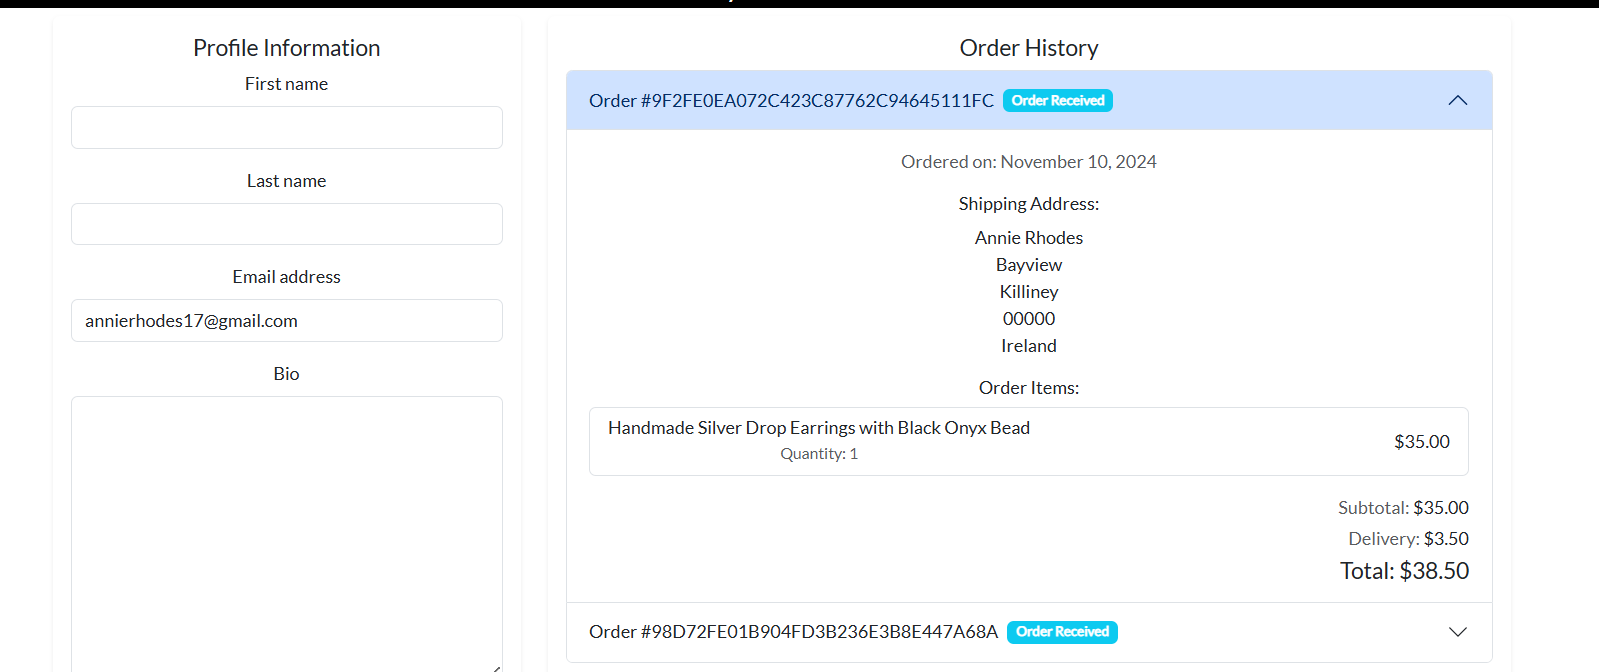 Profile Information
First name
Last name
Email address
annierhodes17@gmail.com
Bio
Order History
Order #9F2FE0EA072C423C87762C94645111FC Order Received
Ordered on: November 10, 2024
Shipping Address:
Annie Rhodes
Bayview
Killiney
00000
Ireland
Order Items:
Handmade Silver Drop Earrings with Black Onyx Bead
Quantity: 1
$35.00
Subtotal: $35.00
Delivery: $3.50
Total: $38.50
Order #98D72FE01B904FD3B236E3B8E447A68A Order Received